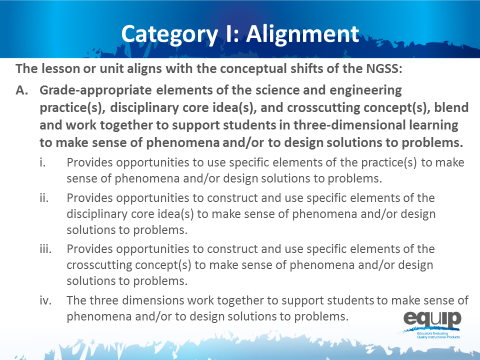 Category I: Alignment
The lesson or unit aligns with the conceptual shifts of the NGSS:
A. Grade-appropriate elements of the science and engineering
practice(s), disciplinary core idea(s), and crosscutting concept(s), blend
and work together to support students in three-dimensional learning
to make sense of phenomena and/or to design solutions to problems.
i. Provides opportunities to use specific elements of the practice(s) to make
sense of phenomena and/or design solutions to problems.
ii. Provides opportunities to construct and use specific elements of the
disciplinary core idea(s) to make sense of phenomena and/or design
solutions to problems.
iii. Provides opportunities to construct and use specific elements of the
crosscutting concept(s) to make sense of phenomena and/or design
solutions to problems.
iv. The three dimensions work together to support students to make sense of
phenomena and/or to design solutions to problems.
equip
Educators Evaluating
Quality Instructional Products